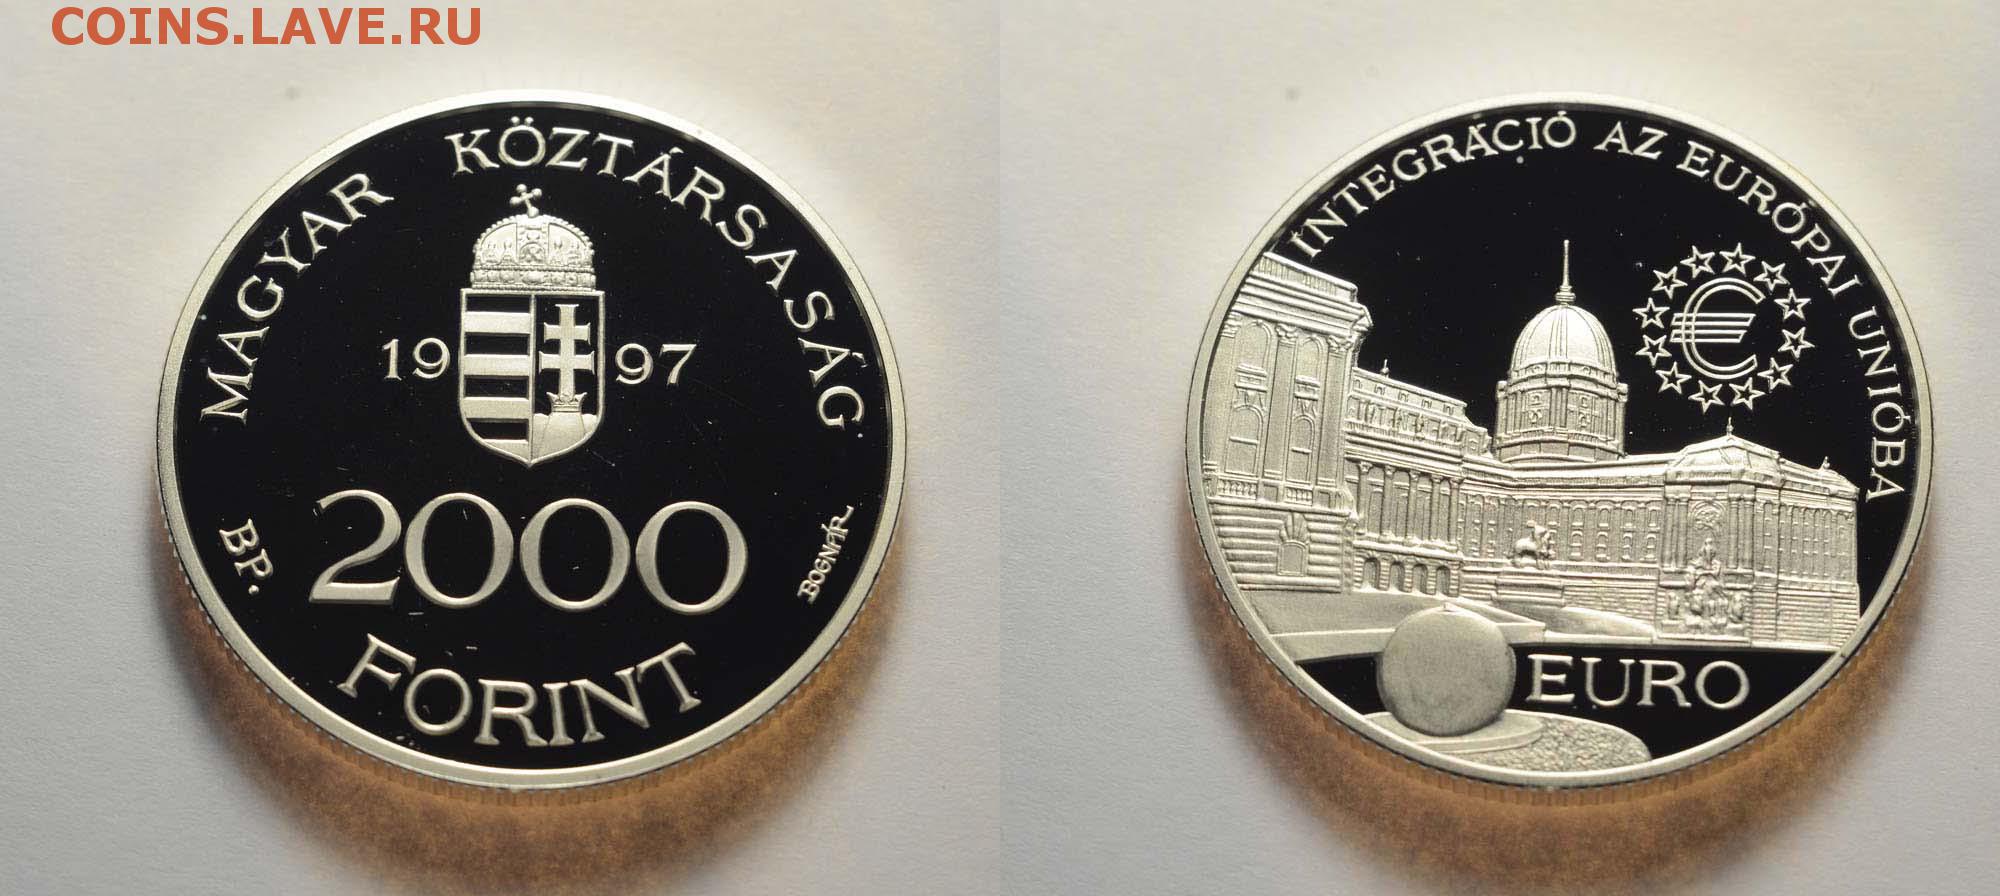 COINS.LAVE.RU
MAGYAR KÖZTÁRSASÁG
19 97
2000
FORINT
BP.
BOGNÁR
INTEGRÁCIÓ AZ EURÓPAI UNIÓBA
€
EURO